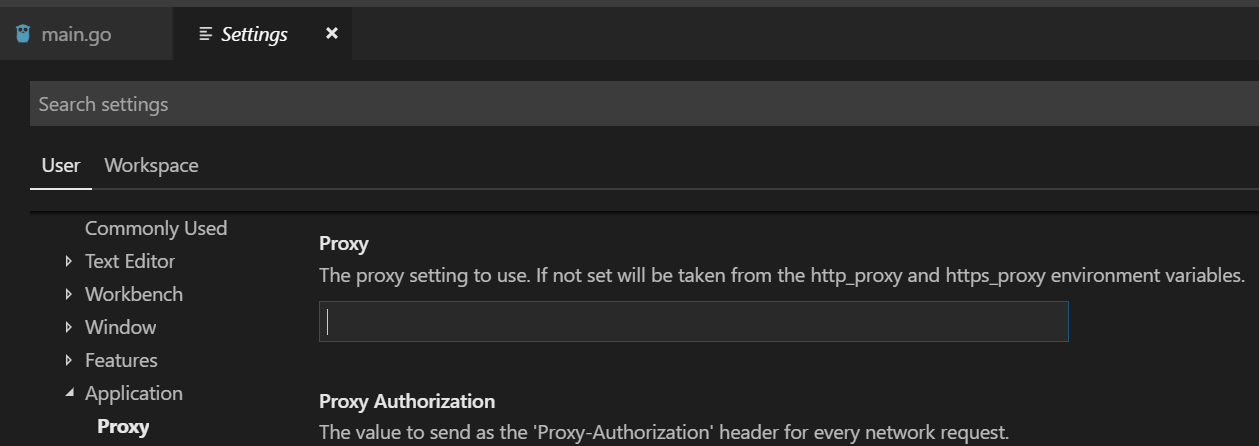 main.go
Settings
Search settings
User Workspace
Commonly Used
Text Editor
Workbench
Window
Features
Application
Proxy
Proxy
The proxy setting to use. If not set will be taken from the http_proxy and https_proxy environment variables.
Proxy Authorization
The value to send as the 'Proxy-Authorization' header for every network request.